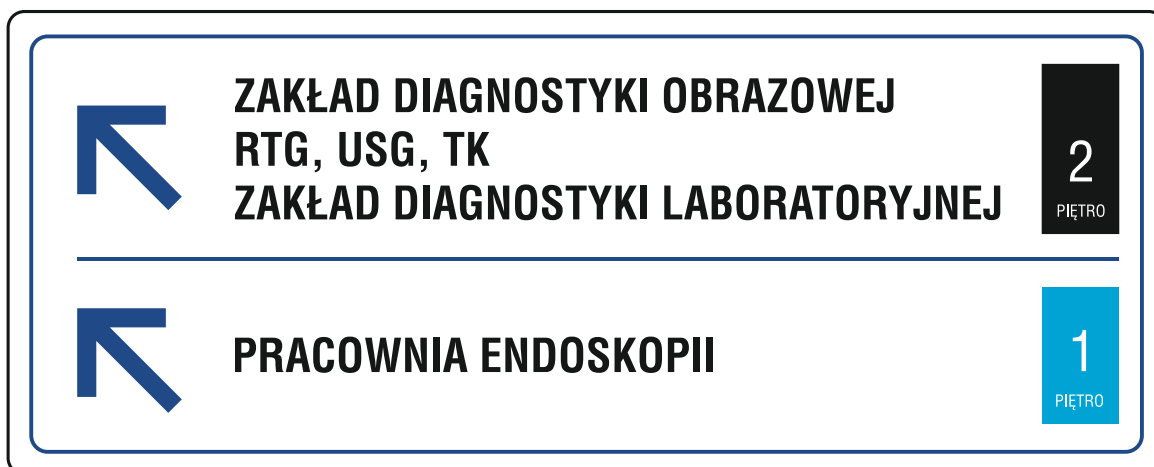 ZAKŁAD DIAGNOSTYKI OBRAZOWEJ
RTG, USG, TK
ZAKŁAD DIAGNOSTYKI LABORATORYJNEJ
2
PIĘTRO
PRACOWNIA ENDOSKOPII
1
PIĘTRO